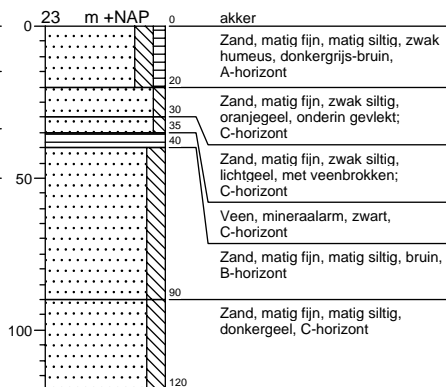 23 m +NAP 0 akker
0
Zand, matig fijn, matig siltig, zwak
humeus, donkergrijs-bruin,
A-horizont
20
Zand, matig fijn, zwak siltig,
oranjegeel, onderin gevlekt;
C-horizont
30
35
40
Zand, matig fijn, zwak siltig,
lichtgeel, met veenbrokken;
C-horizont
50
Veen, mineraalarm, zwart,
C-horizont
Zand, matig fijn, matig siltig, bruin,
B-horizont
90
Zand, matig fijn, matig siltig,
donkergeel, C-horizont
100
120